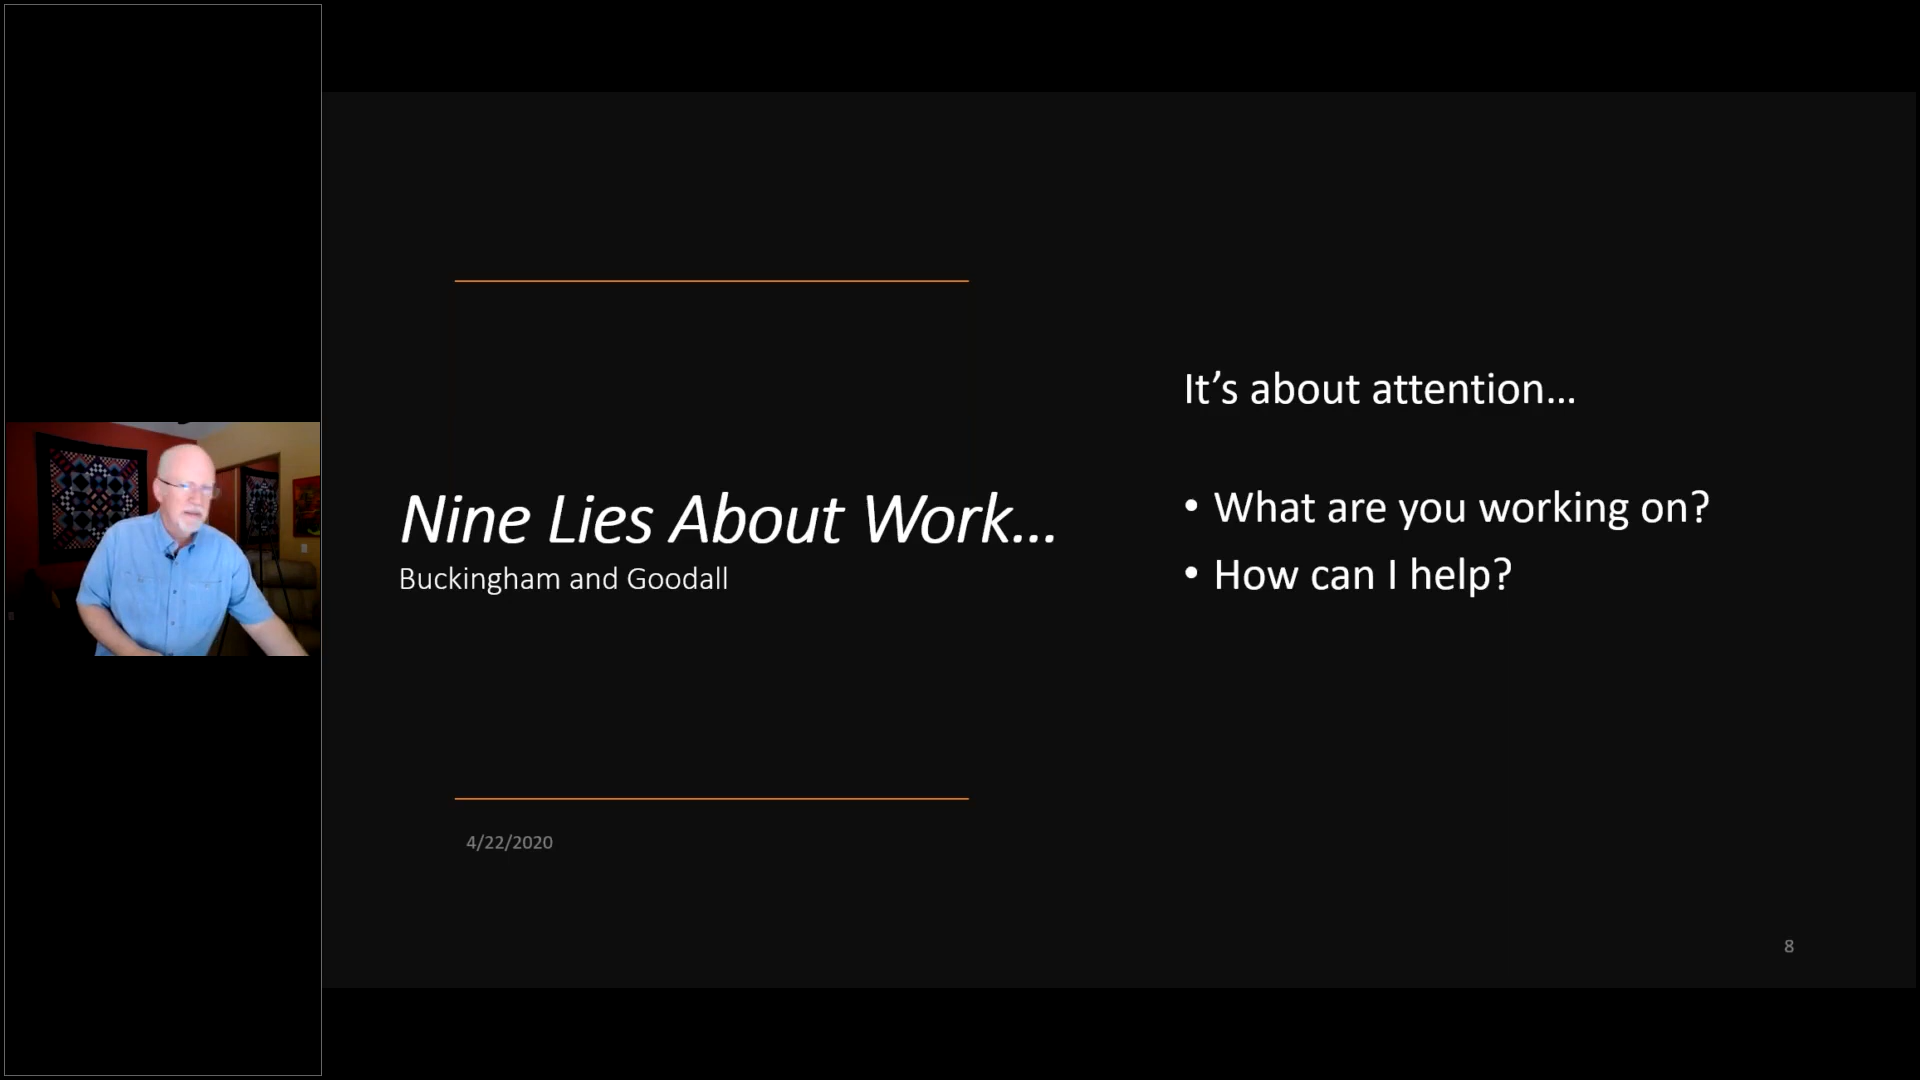 Nine Lies About Work...
Buckingham and Goodall
It’s about attention...
• What are you working on?
• How can I help?
4/22/2020
8